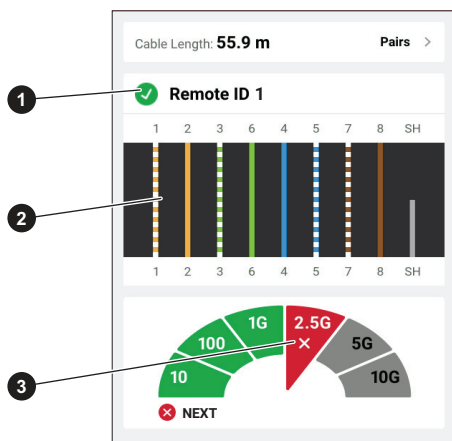 Cable Length: 55.9 m Pairs >
1 Remote ID 1
1 2 3 6 4 5 7 8 SH
2
1 2 3 6 4 5 7 8 SH
1G 2.5G
100 5G
3
10 10G
NEXT